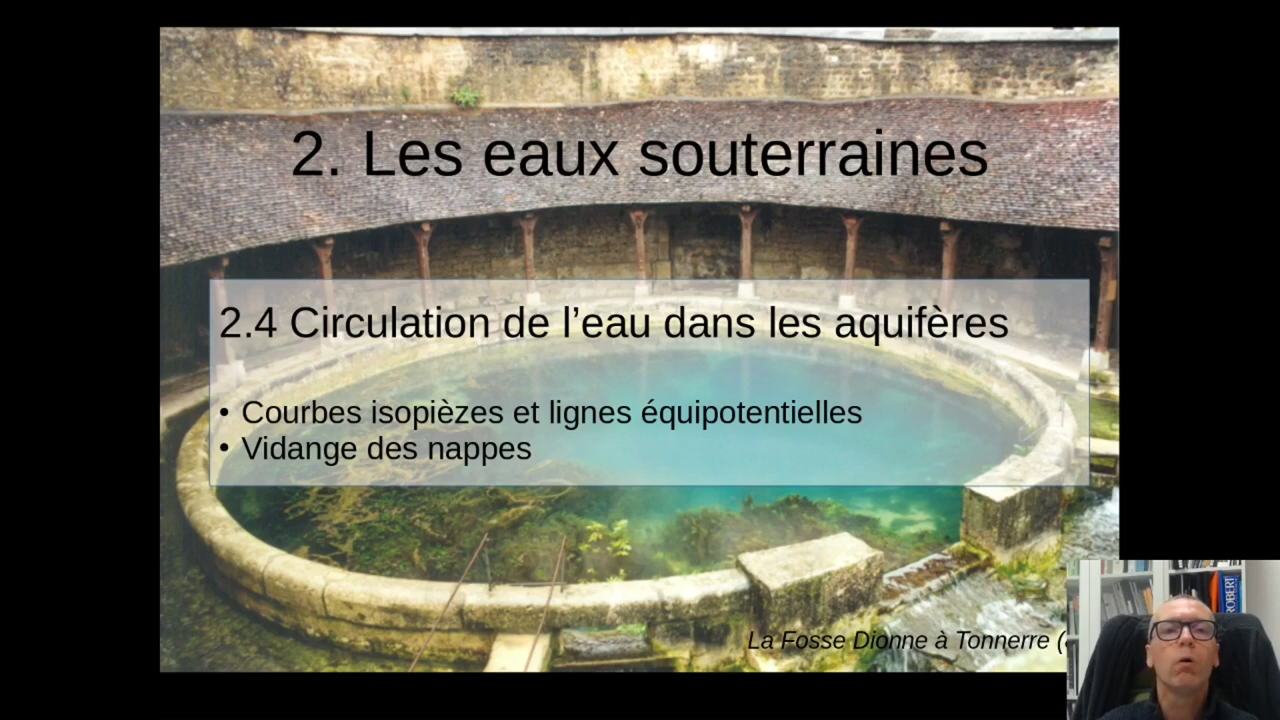 2. Les eaux souterraines
2.4 Circulation de l’eau dans les aquifères
• Courbes isopièzes et lignes équipotentielles
• Vidange des nappes
La Fosse Dionne à Tonnerre (
ROBERT